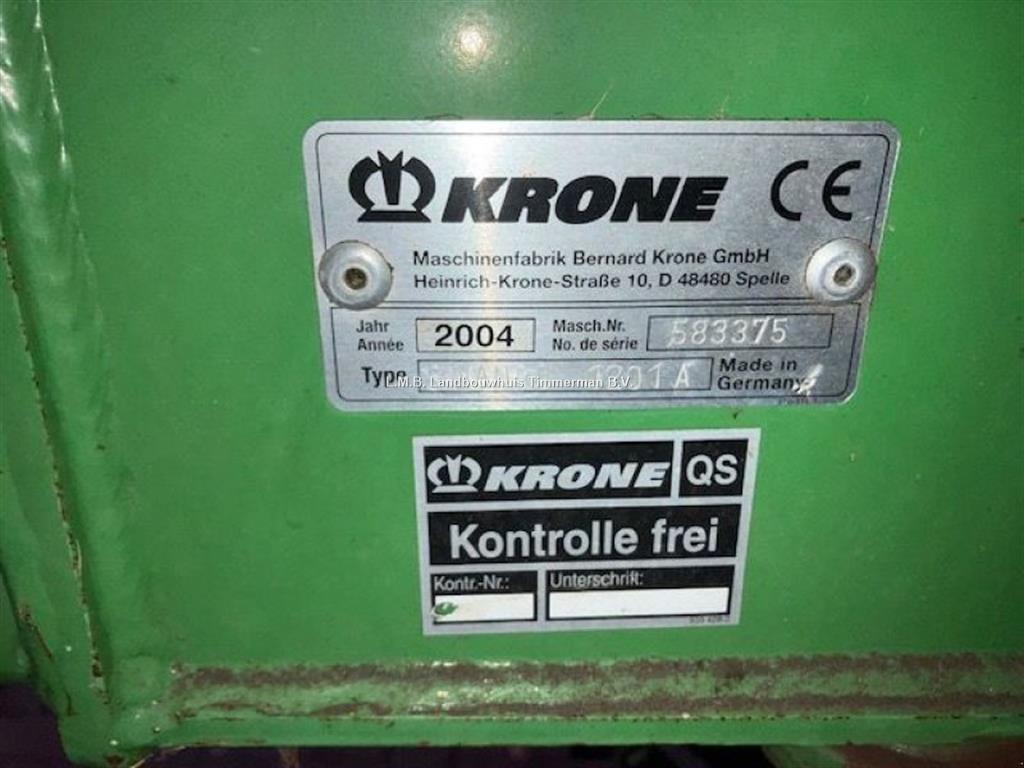 KRONE CE
Maschinenfabrik Bernard Krone GmbH
Heinrich-Krone-Straße 10, D 48480 Spelle
Jahr
Année
2004
Masch.Nr.
No. de série
583375
Type
1301A
Made in
Germany
L.M.B. Landbouwhuis Timmerman B.V.
KRONE QS
Kontrolle frei
Kontr.-Nr.:
Unterschrift: